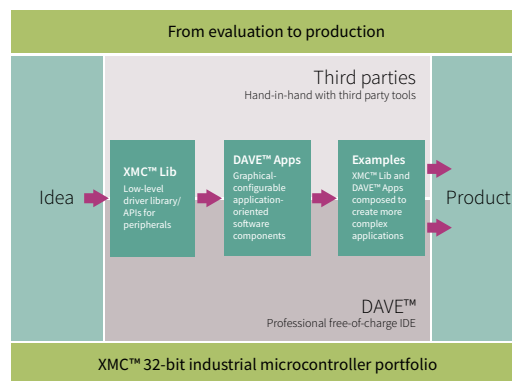 From evaluation to production
Third parties
Hand-in-hand with third party tools
Idea
XMC™ Lib
Low-level
driver library/
APIs for
peripherals
DAVE™ Apps
Graphical-
configurable
application-
oriented
software
components
Examples
XMC™ Lib and
DAVE™ Apps
composed to
create more
complex
applications
Product
DAVE™
Professional free-of-charge IDE
XMC™ 32-bit industrial microcontroller portfolio